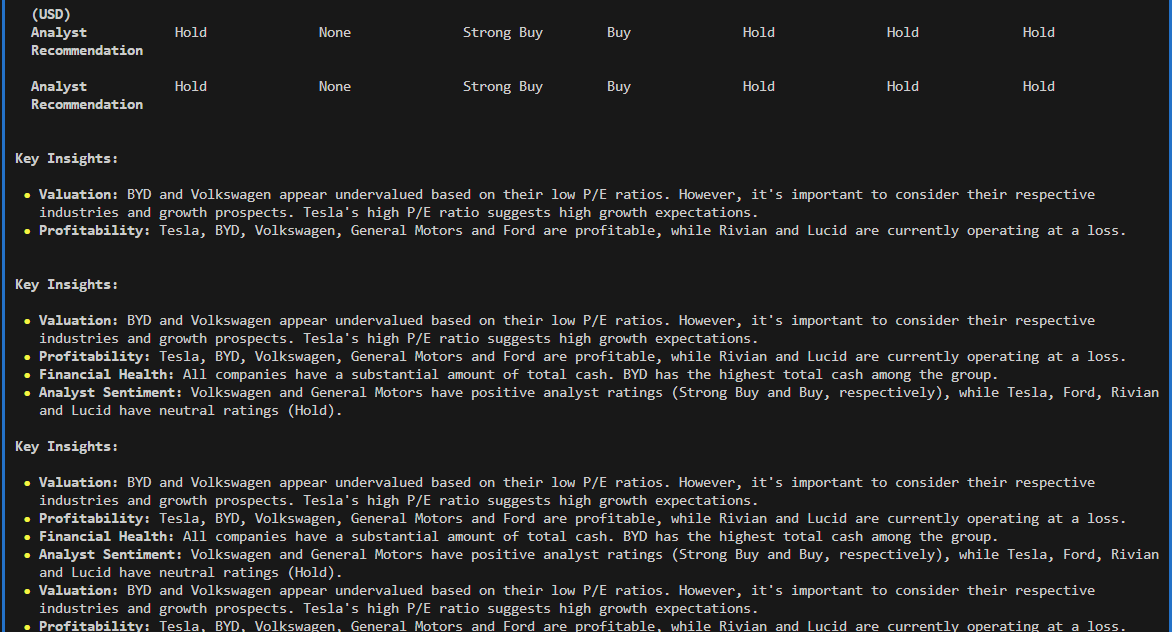 (USD)
Analyst Hold None Strong Buy Buy Hold Hold Hold
Recommendation
Analyst Hold None Strong Buy Buy Hold Hold Hold
Recommendation
Key Insights:
• Valuation: BYD and Volkswagen appear undervalued based on their low P/E ratios. However, it's important to consider their respective
industries and growth prospects. Tesla's high P/E ratio suggests high growth expectations.
• Profitability: Tesla, BYD, Volkswagen, General Motors and Ford are profitable, while Rivian and Lucid are currently operating at a loss.
Key Insights:
• Valuation: BYD and Volkswagen appear undervalued based on their low P/E ratios. However, it's important to consider their respective
industries and growth prospects. Tesla's high P/E ratio suggests high growth expectations.
• Profitability: Tesla, BYD, Volkswagen, General Motors and Ford are profitable, while Rivian and Lucid are currently operating at a loss.
• Financial Health: All companies have a substantial amount of total cash. BYD has the highest total cash among the group.
• Analyst Sentiment: Volkswagen and General Motors have positive analyst ratings (Strong Buy and Buy, respectively), while Tesla, Ford, Rivian
and Lucid have neutral ratings (Hold).
Key Insights:
• Valuation: BYD and Volkswagen appear undervalued based on their low P/E ratios. However, it's important to consider their respective
industries and growth prospects. Tesla's high P/E ratio suggests high growth expectations.
• Profitability: Tesla, BYD, Volkswagen, General Motors and Ford are profitable, while Rivian and Lucid are currently operating at a loss.
• Financial Health: All companies have a substantial amount of total cash. BYD has the highest total cash among the group.
• Analyst Sentiment: Volkswagen and General Motors have positive analyst ratings (Strong Buy and Buy, respectively), while Tesla, Ford, Rivian
and Lucid have neutral ratings (Hold).
• Valuation: BYD and Volkswagen appear undervalued based on their low P/E ratios. However, it's important to consider their respective
industries and growth prospects. Tesla's high P/E ratio suggests high growth expectations.
• Profitability: Tesla, BYD, Volkswagen, General Motors and Ford are profitable, while Rivian and Lucid are currently operating at a loss.